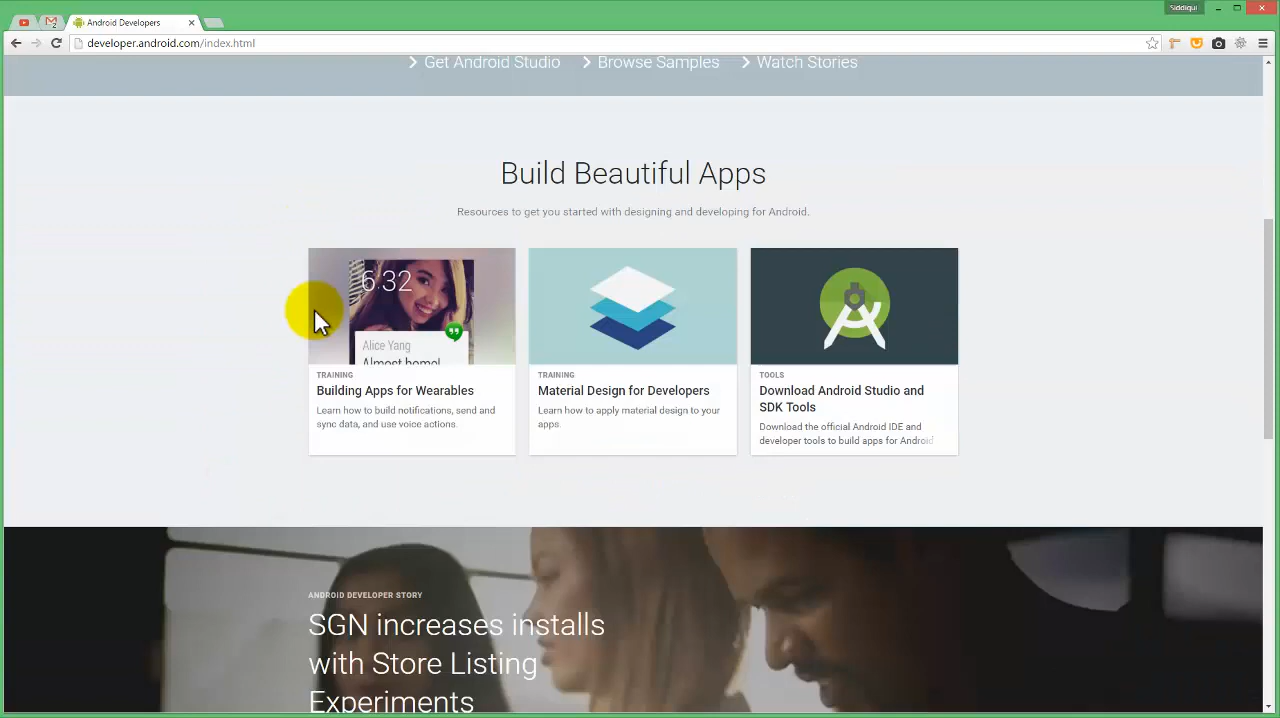 Siddiqui
Android Developers
developer.android.com/index.html
Get Android Studio
Browse Samples
Watch Stories
Build Beautiful Apps
Resources to get you started with designing and developing for Android.
6:32
Alice Yang
Almost home!
TRAINING
Building Apps for Wearables
Learn how to build notifications, send and
sync data, and use voice actions.
TRAINING
Material Design for Developers
Learn how to apply material design to your
apps.
TOOLS
Download Android Studio and
SDK Tools
Download the official Android IDE and
developer tools to build apps for Android
ANDROID DEVELOPER STORY
SGN increases installs
with Store Listing
Experiments